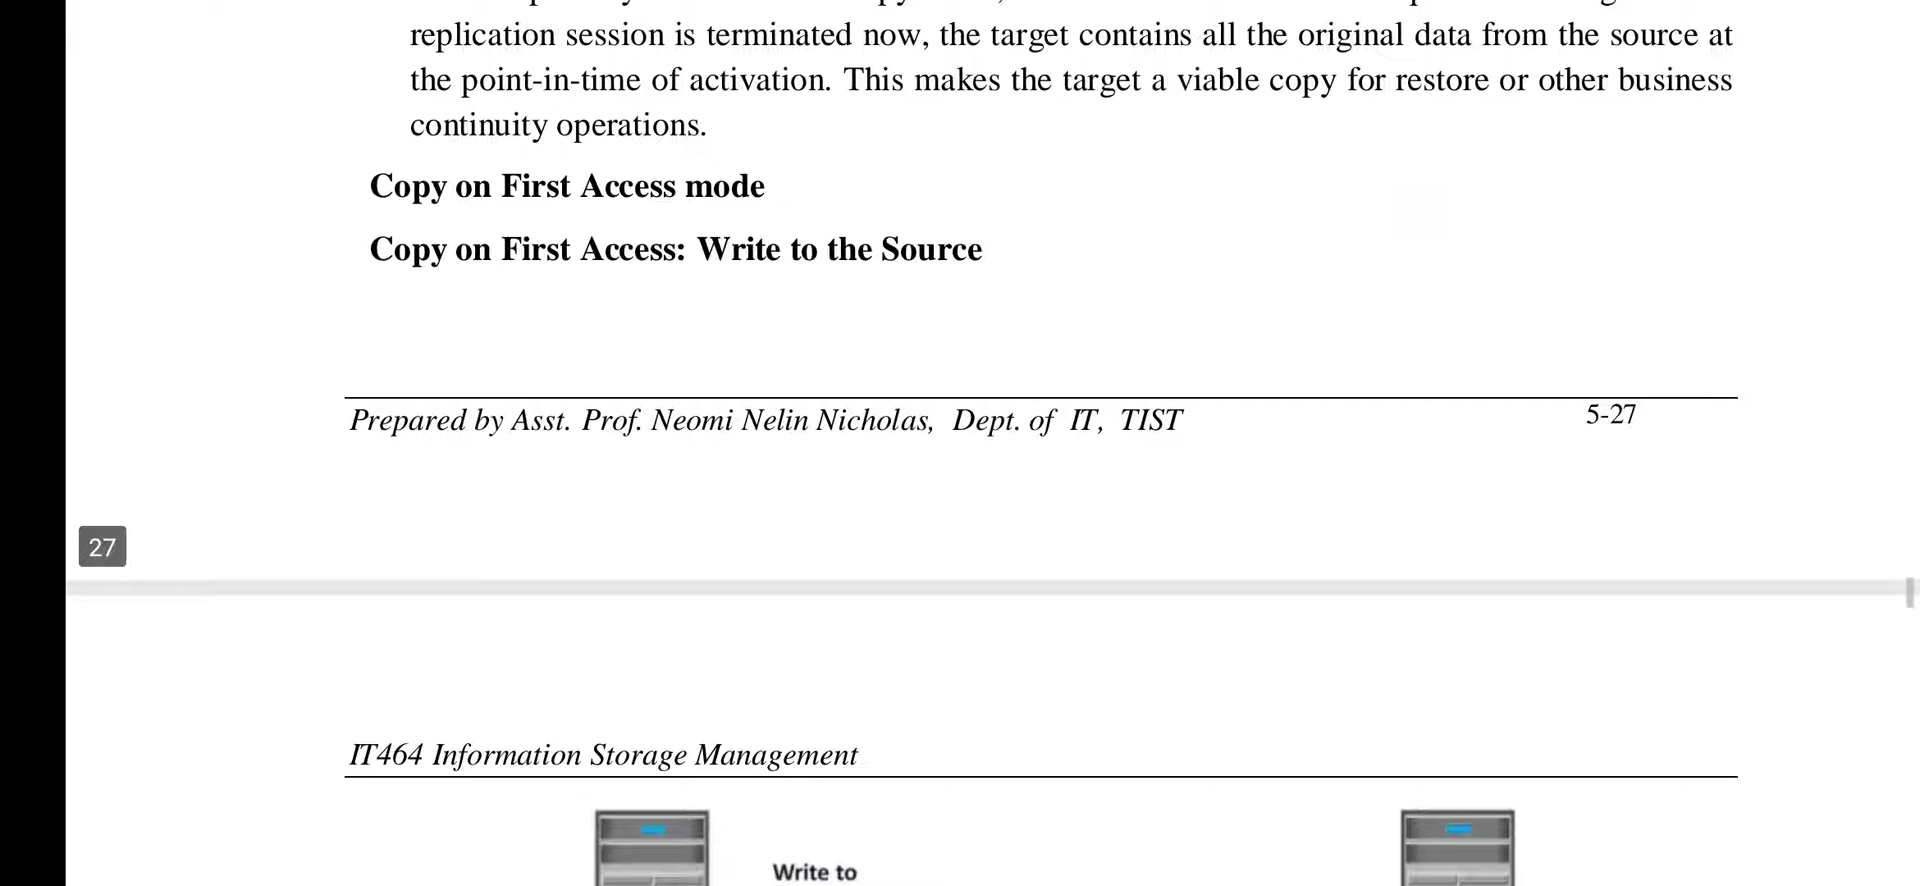 replication session is terminated now, the target contains all the original data from the source at
the point-in-time of activation. This makes the target a viable copy for restore or other business
continuity operations.
Copy on First Access mode
Copy on First Access: Write to the Source
Prepared by Asst. Prof. Neomi Nelin Nicholas, Dept. of IT, TIST
5-27
27
IT464 Information Storage Management
Write to